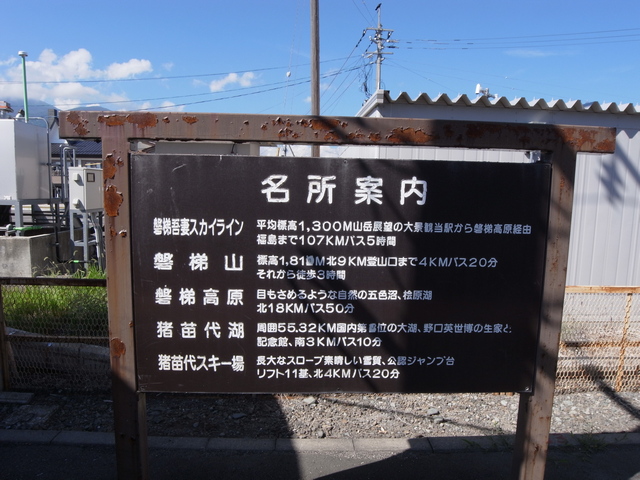 名所案内
磐梯吾妻スカイライン 平均標高1,300M山岳展望の大景観当駅から磐梯高原経由
福島まで107KMバス5時間
磐梯山 標高1,81 M北9KM登山口まで4KMバス20分
それから徒歩3時間
磐梯高原 目もさめるような自然の五色沼、桧原湖
北18KMバス50分
猪苗代湖 周囲55.32KM国内第 位の大湖、野口英世博の生家と
記念館、南3KMバス10分
猪苗代スキー場 長大なスロープ素晴しい雪質、公認ジャンプ台
リフト11基、北4KMバス20分